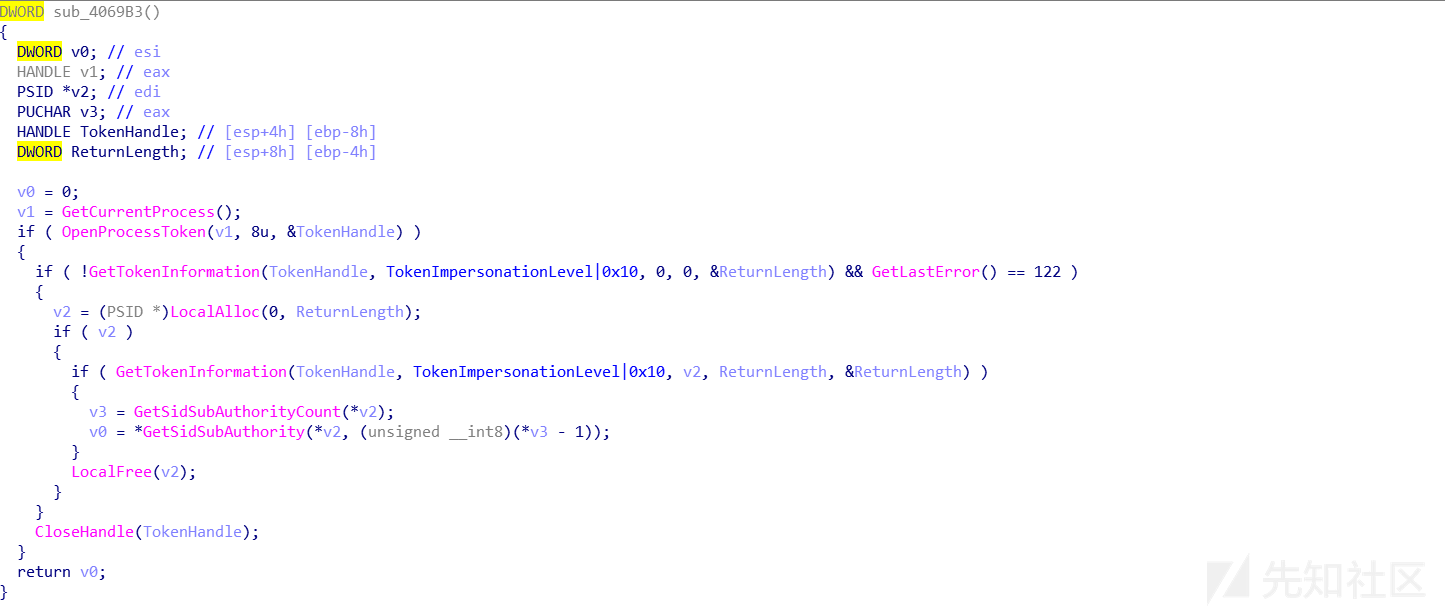 DWORD sub_4069B3()
{
  DWORD v0; // esi
  HANDLE v1; // eax
  PSID *v2; // edi
  PUCHAR v3; // eax
  HANDLE TokenHandle; // [esp+4h] [ebp-8h]
  DWORD ReturnLength; // [esp+8h] [ebp-4h]

  v0 = 0;
  v1 = GetCurrentProcess();
  if ( OpenProcessToken(v1, 8u, &TokenHandle) )
  {
    if ( !GetTokenInformation(TokenHandle, TokenImpersonationLevel|0x10, 0, 0, &ReturnLength) && GetLastError() == 122 )
    {
      v2 = (PSID *)LocalAlloc(0, ReturnLength);
      if ( v2 )
      {
        if ( GetTokenInformation(TokenHandle, TokenImpersonationLevel|0x10, v2, ReturnLength, &ReturnLength) )
        {
          v3 = GetSidSubAuthorityCount(*v2);
          v0 = *GetSidSubAuthority(*v2, (unsigned __int8)(*v3 - 1));
        }
        LocalFree(v2);
      }
    }
    CloseHandle(TokenHandle);
  }
  return v0;
}
先知社区